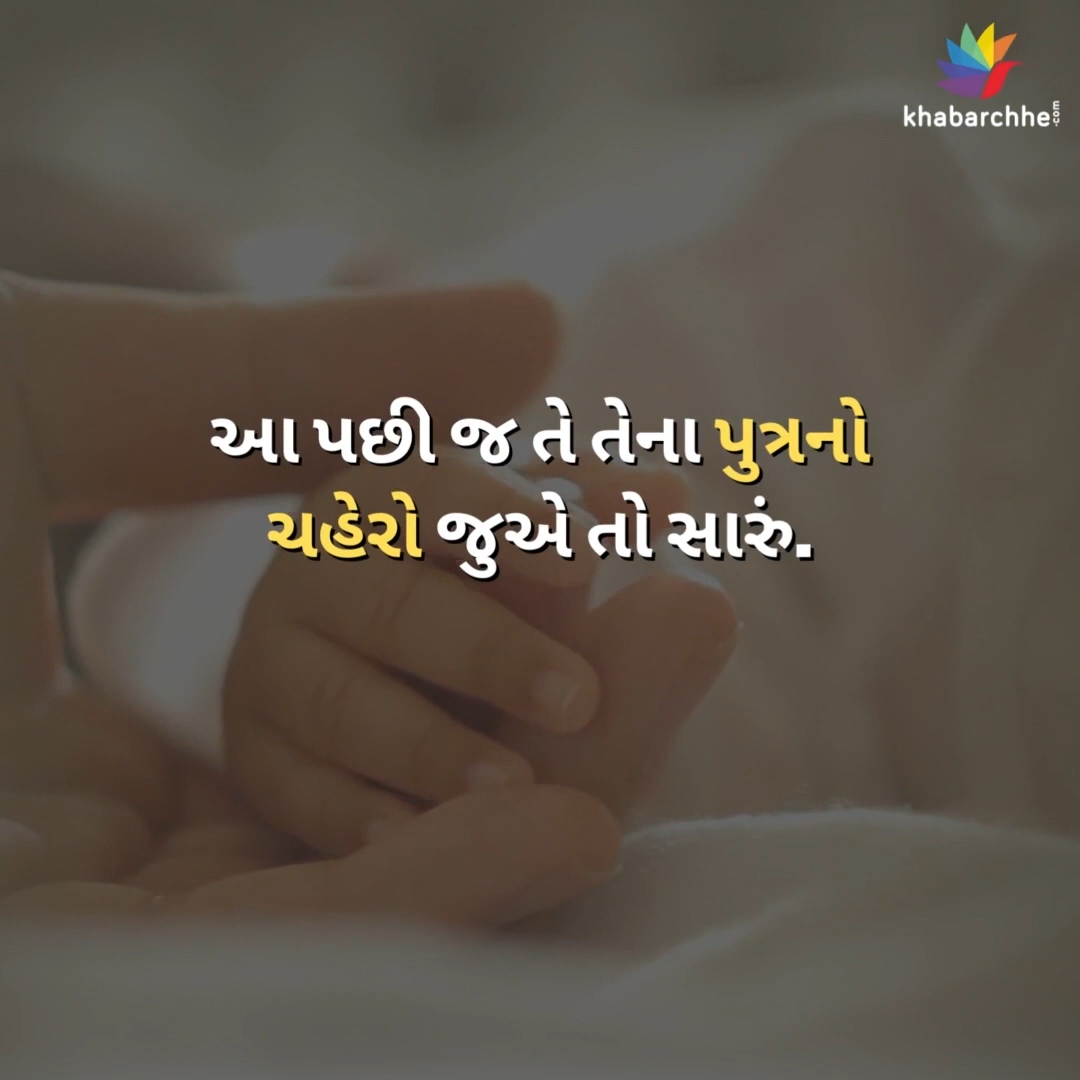 khabarchhe.com
આ પછી જ તે તેના પુત્રનો
ચહેરો જુએ તો સારું.